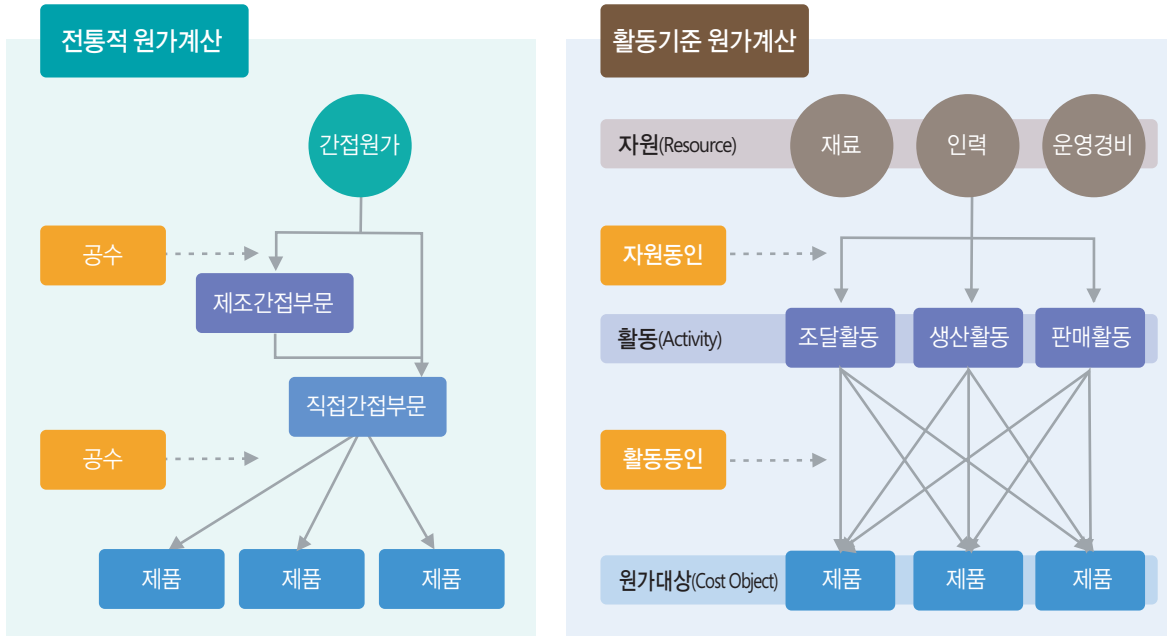 전통적 원가계산
간접원가
공수
제조간접부문
직접간접부문
공수
제품
제품
제품
활동기준 원가계산
자원(Resource)
재료
인력
운영경비
자원동인
활동(Activity)
조달활동
생산활동
판매활동
활동동인
원가대상(Cost Object)
제품
제품
제품